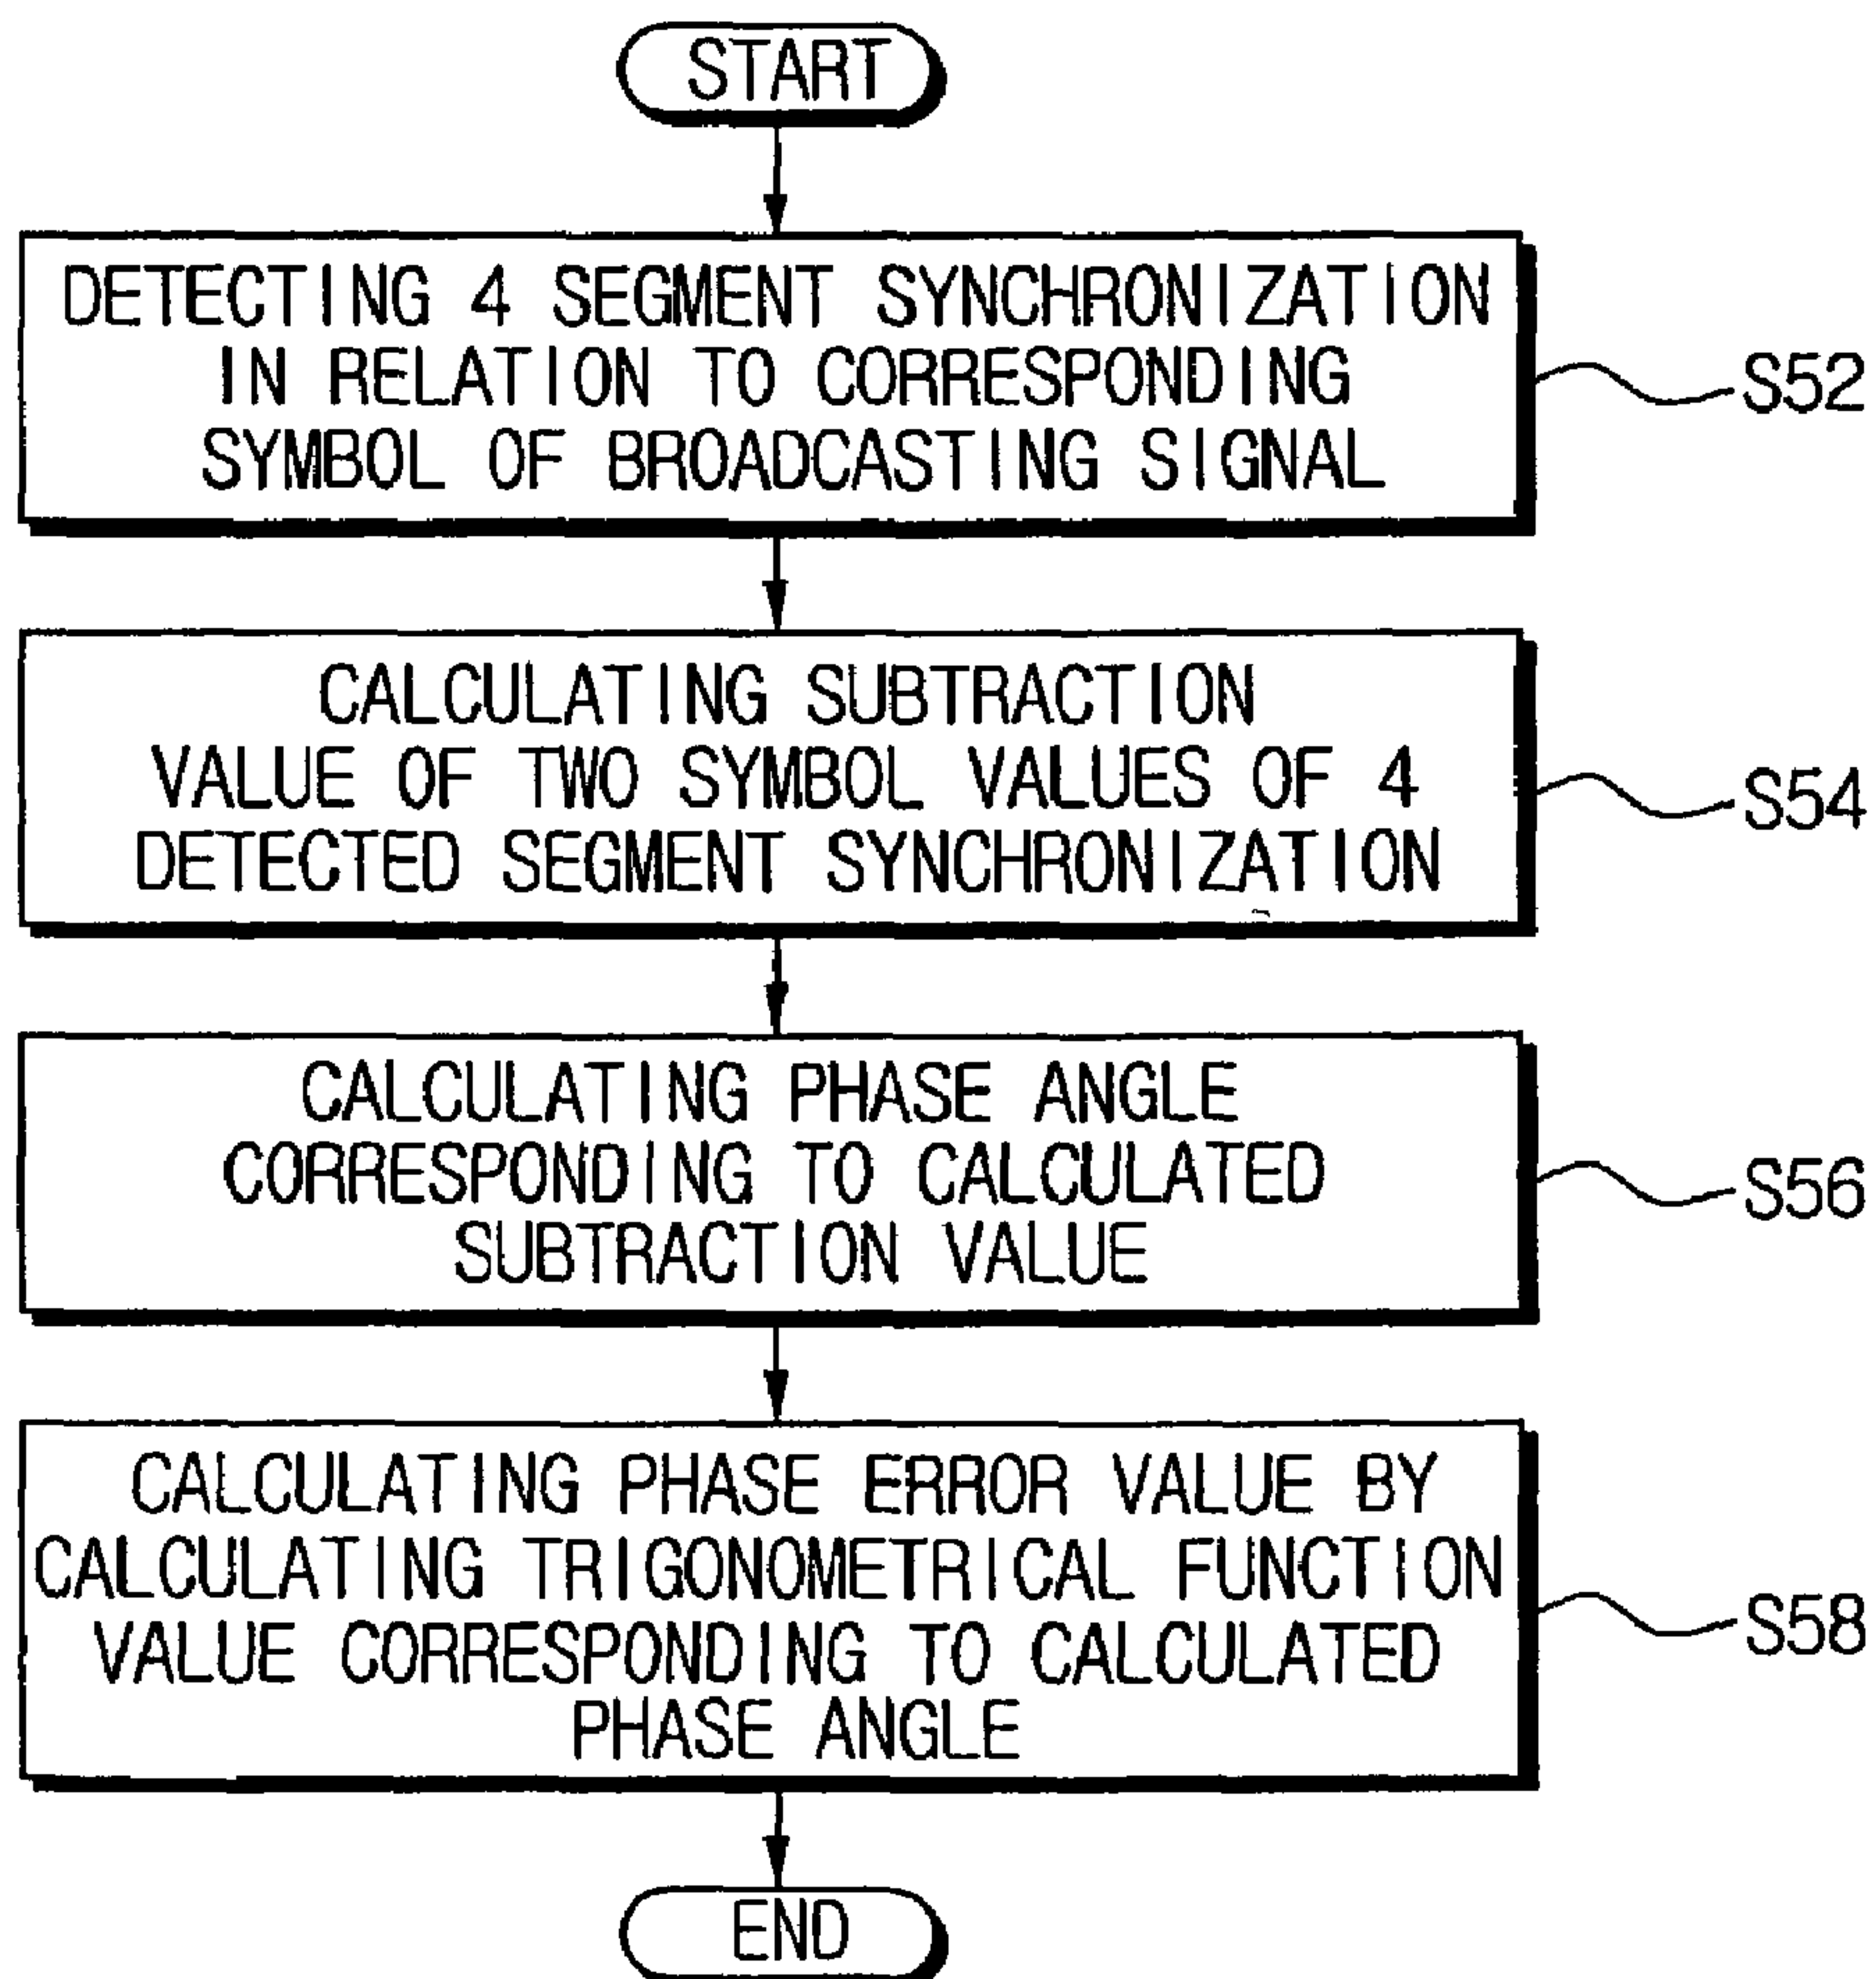 START
DETECTING 4 SEGMENT SYNCHRONIZATION
IN RELATION TO CORRESPONDING
SYMBOL OF BROADCASTING SIGNAL
S52
CALCULATING SUBTRACTION
VALUE OF TWO SYMBOL VALUES OF 4
DETECTED SEGMENT SYNCHRONIZATION
S54
CALCULATING PHASE ANGLE
CORRESPONDING TO CALCULATED
SUBTRACTION VALUE
S56
CALCULATING PHASE ERROR VALUE BY
CALCULATING TRIGONOMETRICAL FUNCTION
VALUE CORRESPONDING TO CALCULATED
PHASE ANGLE
S58
END